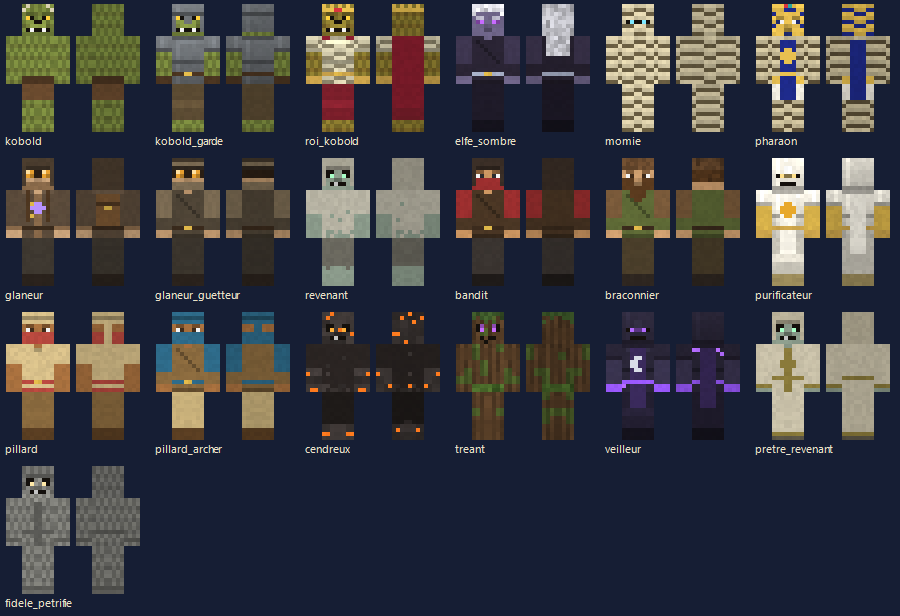 kobold
kobold_garde
roi_kobold
elfe_sombre
momie
pharaon
glaneur
glaneur_guetteur
revenant
bandit
braconnier
purificateur
pillard
pillard_archer
cendreux
treant
veilleur
pretre_revenant
fidele_petrifie